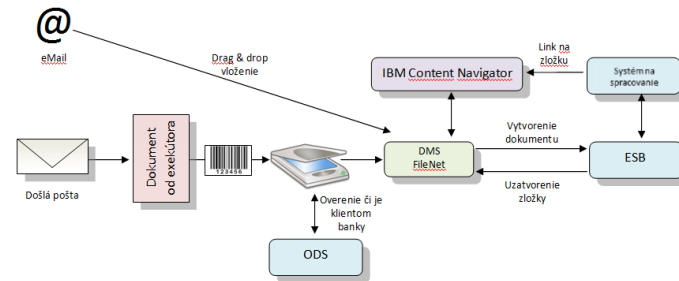 @
eMail
Drag & drop
vloženie
Link na
zložku
IBM Content Navigator
Systém na
spracovanie
Dokument
od exekútora
123456
DMS
FileNet
Vytvorenie
dokumentu
ESB
Došlá pošta
Overenie či je
klientom
banky
Uzatvorenie
zložky
ODS